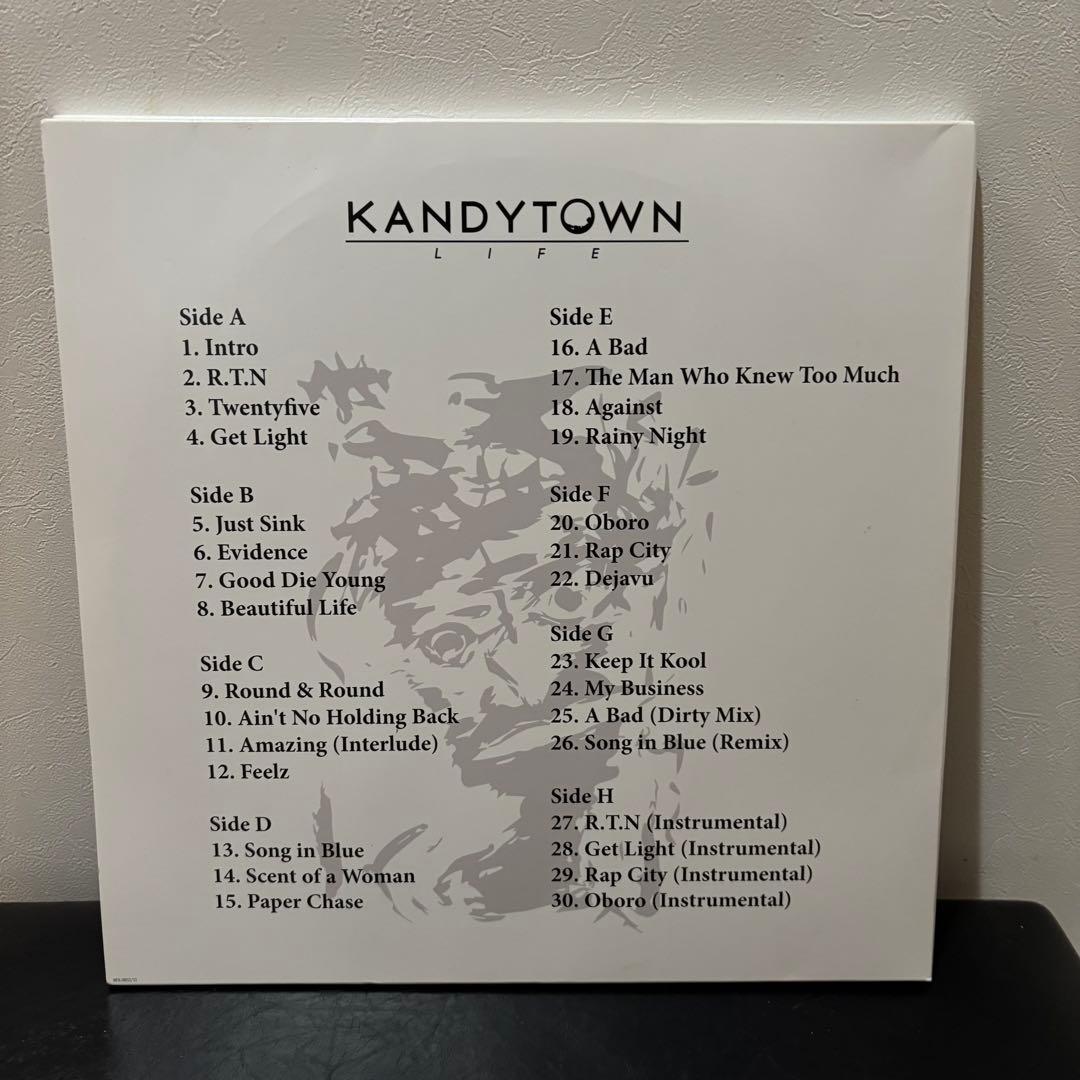 KANDYTOWN
LIFE
Side A
1. Intro
2. R.T.N
3. Twentyfive
4. Get Light
Side B
5. Just Sink
6. Evidence
7. Good Die Young
8. Beautiful Life
Side C
9. Round & Round
10. Ain't No Holding Back
11. Amazing (Interlude)
12. Feelz
Side D
13. Song in Blue
14. Scent of a Woman
15. Paper Chase
Side E
16. A Bad
17. The Man Who Knew Too Much
18. Against
19. Rainy Night
Side F
20. Oboro
21. Rap City
22. Dejavu
Side G
23. Keep It Kool
24. My Business
25. A Bad (Dirty Mix)
26. Song in Blue (Remix)
Side H
27. R.T.N (Instrumental)
28. Get Light (Instrumental)
29. Rap City (Instrumental)
30. Oboro (Instrumental)